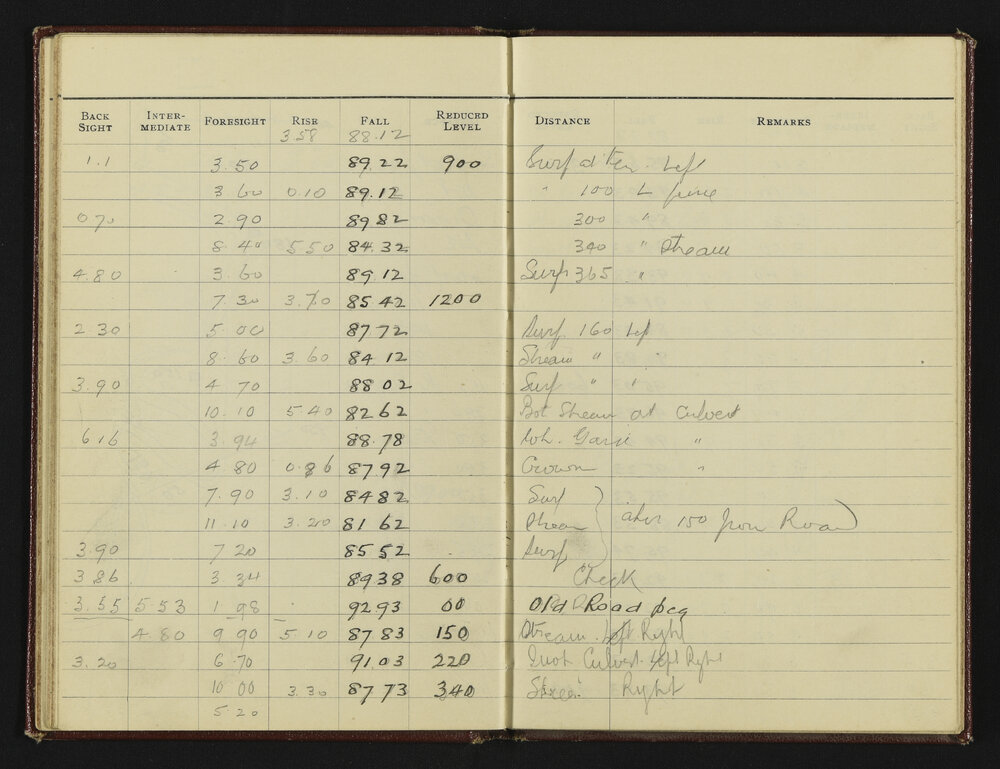 BACK SIGHT INTER-MEDIATE FORESIGHT RISE FALL REDUCED LEVEL DISTANCE REMARKS
3.58 88.12
1.1 3.50 89.22 900 Surf Left
3 60 0.10 89.12 " 100 L
0 70 2.90 89 82 300 "
8.40 5 50 84.32 340 " Stream
4.80 3.60 89 12 Surf 365 "
7 30 3.70 85 42 1200
2 30 5 00 87 72 Surf 160 Left
8. 60 3.60 84 12 Stream "
3.90 4 70 88 02 Surf " "
10. 10 5.40 82 62 Bot Stream at Culvert
6 16 3.94 88.78 Wh. "
4 80 0.86 87 92 Crown "
7. 90 3.10 84 82 Surf
11. 10 3.20 81 62 Stream abt 150 from Road
3.90 7 20 85 52 Surf
3 86 3 34 89 38 600 Check
3.55 5.53 1 98 92 93 00 Old Road peg
4 80 9 90 5 10 87 83 150 Stream. Left Right
3.20 6 70 91.03 220 Culvert. Left Right
10 00 3.30 87 73 340 Right
5 20